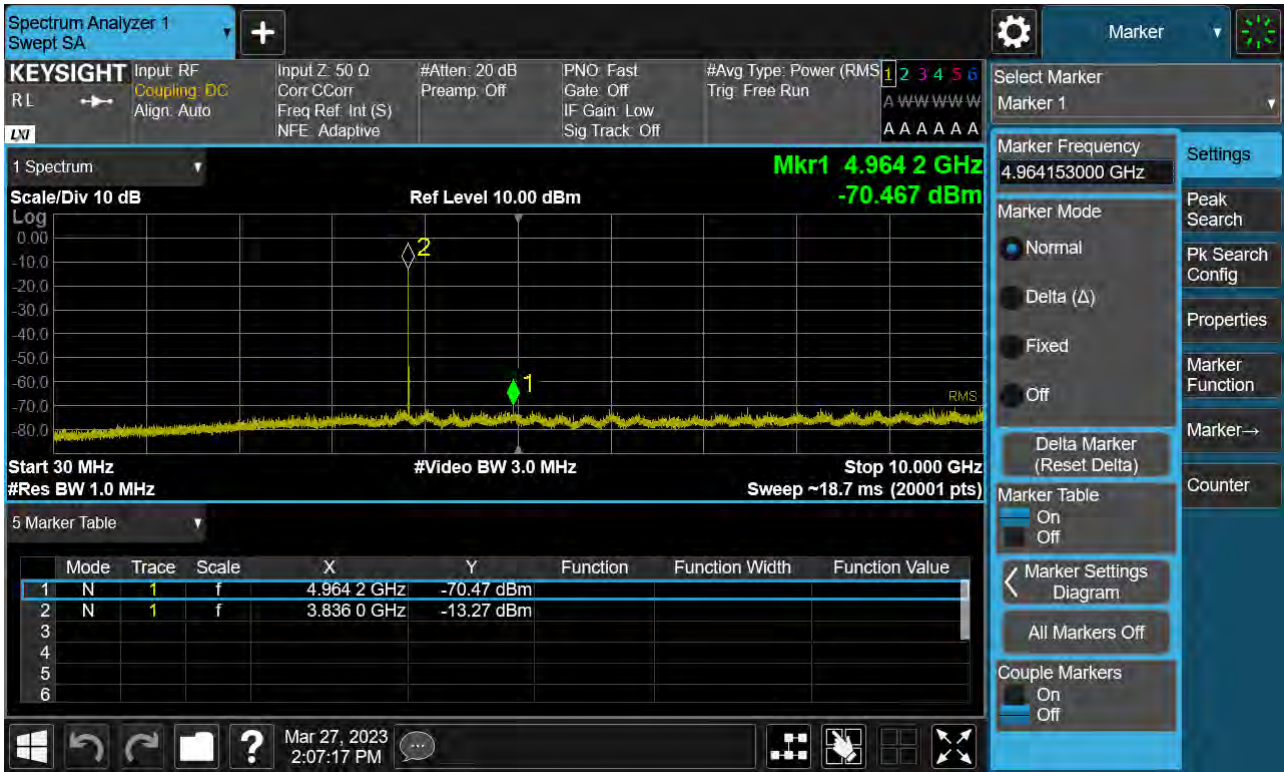 Spectrum Analyzer 1
Swept SA
+
Marker
KEYSIGHT
RL
LXI
Input: RF
Coupling: DC
Align: Auto
Input Z: 50 Ω
Corr CCorr
Freq Ref: Int (S)
NFE: Adaptive
#Atten: 20 dB
Preamp: Off
PNO: Fast
Gate: Off
IF Gain: Low
Sig Track: Off
#Avg Type: Power (RMS
Trig: Free Run
1 2 3 4 5 6
A W W W W W
A A A A A A
Select Marker
Marker 1
1 Spectrum
Mkr1 4.964 2 GHz
Scale/Div 10 dB
Ref Level 10.00 dBm
-70.467 dBm
Log
0.00
-10.0
-20.0
-30.0
-40.0
-50.0
-60.0
-70.0
-80.0
2
1
RMS
Start 30 MHz
#Video BW 3.0 MHz
Stop 10.000 GHz
#Res BW 1.0 MHz
Sweep ~18.7 ms (20001 pts)
5 Marker Table
Mode Trace Scale X Y Function Function Width Function Value
1 N 1 f 4.964 2 GHz -70.47 dBm
2 N 1 f 3.836 0 GHz -13.27 dBm
3
4
5
6
Marker Frequency
4.964153000 GHz
Marker Mode
Normal
Delta (Δ)
Fixed
Off
Delta Marker
(Reset Delta)
Marker Table
On
Off
Marker Settings
Diagram
All Markers Off
Couple Markers
On
Off
Settings
Peak
Search
Pk Search
Config
Properties
Marker
Function
Marker→
Counter
?
Mar 27, 2023
2:07:17 PM